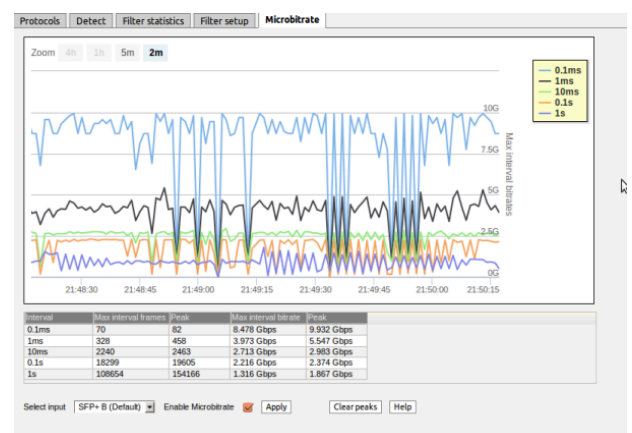 Protocols Detect Filter statistics Filter setup Microbitrate
Zoom 4h 1h 5m 2m
0.1ms
1ms
10ms
0.1s
1s
10G
7.5G
5G
2.5G
0G
Max interval bitrates
21:48:30 21:48:45 21:49:00 21:49:15 21:49:30 21:49:45 21:50:00 21:50:15
Interval Max interval frames Peak Max interval bitrate Peak
0.1ms 70 82 8.478 Gbps 9.932 Gbps
1ms 328 458 3.973 Gbps 5.547 Gbps
10ms 2240 2463 2.713 Gbps 2.983 Gbps
0.1s 18299 19605 2.216 Gbps 2.374 Gbps
1s 108654 154166 1.316 Gbps 1.867 Gbps
Select input SFP+ B (Default) Enable Microbitrate Apply Clear peaks Help